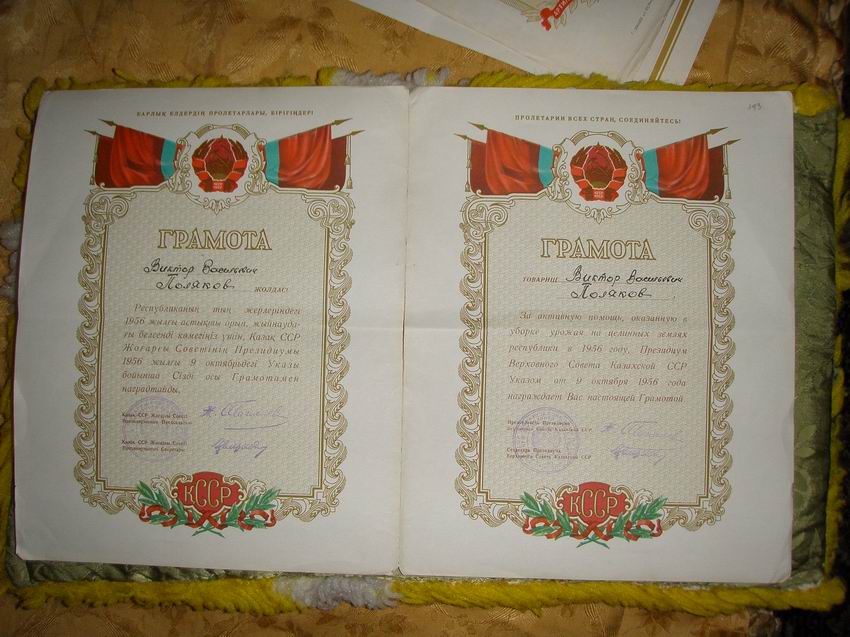 БАРЛЫҚ ЕЛДЕРДІҢ ПРОЛЕТАРЛАРЫ, БІРІГІҢДЕР!
ГРАМОТА
Виктор Васильевич
Поляков ЖОЛДАС!
Республиканың тың жерлеріндегі
1956 жылғы астықты орып, жыйнауда-
ғы белсенді көмегіңіз үшін, Қазақ ССР
Жоғарғы Советінің Президиумы
1956 жылғы 9 октябрьдегі Указы
бойынша Сізді осы Грамотамен
наградтайды.
Қазақ ССР Жоғарғы Советі
Президиумының Председателі
Қазақ ССР Жоғарғы Советі
Президиумының Секретары
КССР
193
ПРОЛЕТАРИИ ВСЕХ СТРАН, СОЕДИНЯЙТЕСЬ!
ГРАМОТА
ТОВАРИЩ Виктор Васильевич
Поляков,
За активную помощь, оказанную в
уборке урожая на целинных землях
республики в 1956 году, Президиум
Верховного Совета Казахской ССР
Указом от 9 октября 1956 года
награждает Вас настоящей Грамотой
Председатель Президиума
Верховного Совета Казахской ССР
Секретарь Президиума
Верховного Совета Казахской ССР
КССР